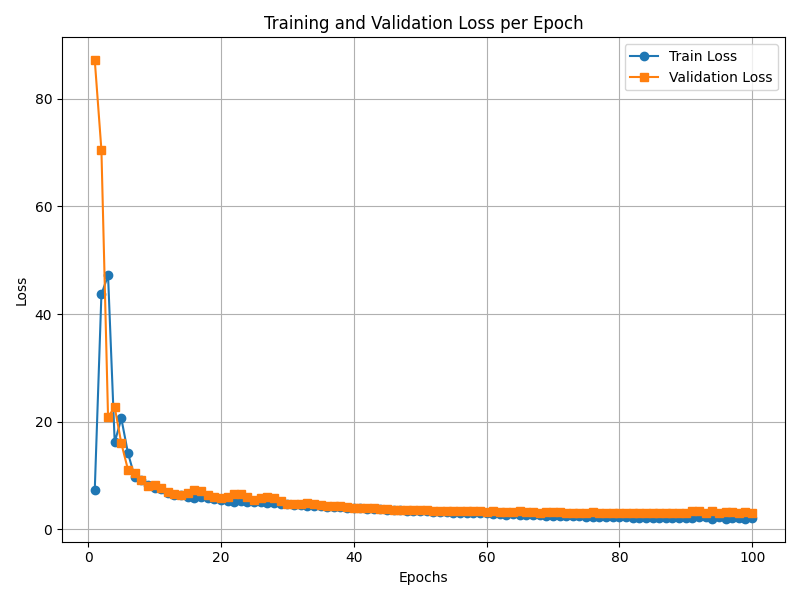 Training and Validation Loss per Epoch
Train Loss
Validation Loss
Loss
80
60
40
20
0
0 20 40 60 80 100
Epochs